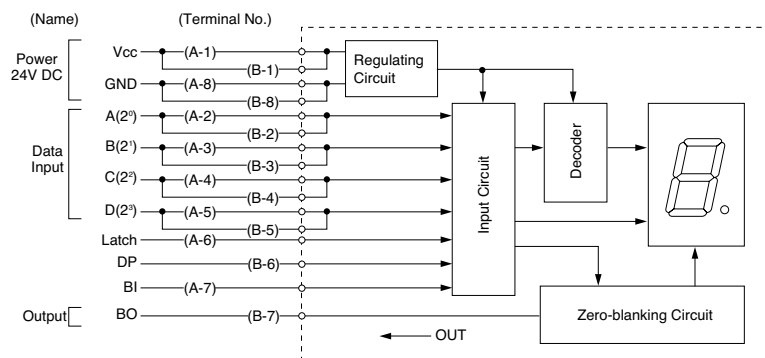 (Name) (Terminal No.)
Power
24V DC
Vcc (A-1)
(B-1)
GND (A-8)
(B-8)
Regulating
Circuit
Data
Input
A(2⁰) (A-2)
(B-2)
B(2¹) (A-3)
(B-3)
C(2²) (A-4)
(B-4)
D(2³) (A-5)
(B-5)
Latch (A-6)
DP (B-6)
BI (A-7)
Input Circuit
Decoder
Output BO (B-7)
OUT
Zero-blanking Circuit